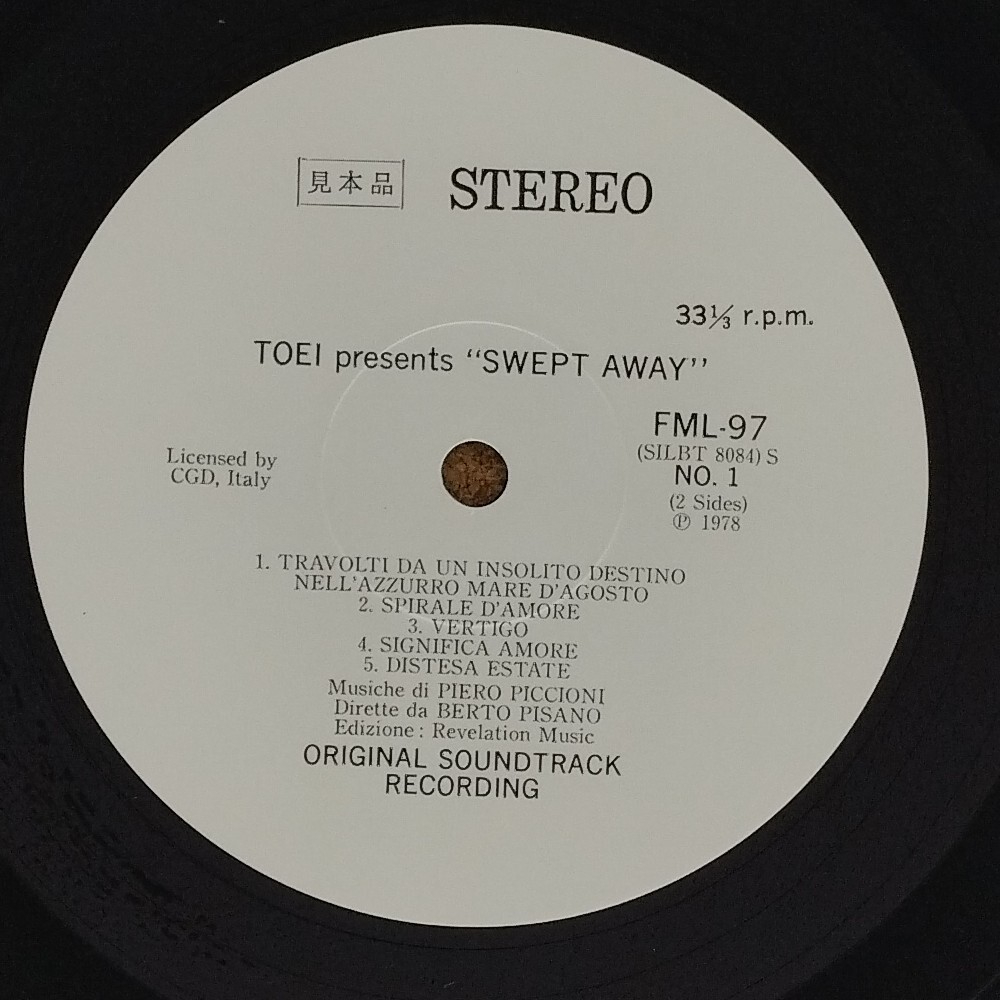 見本品 STEREO
33⅓ r.p.m.
TOEI presents "SWEPT AWAY"
FML-97
(SILBT 8084) S
NO. 1
(2 Sides)
℗ 1978
Licensed by
CGD, Italy
1. TRAVOLTI DA UN INSOLITO DESTINO
NELL'AZZURRO MARE D'AGOSTO
2. SPIRALE D'AMORE
3. VERTIGO
4. SIGNIFICA AMORE
5. DISTESA ESTATE
Musiche di PIERO PICCIONI
Dirette da BERTO PISANO
Edizione: Revelation Music
ORIGINAL SOUNDTRACK
RECORDING